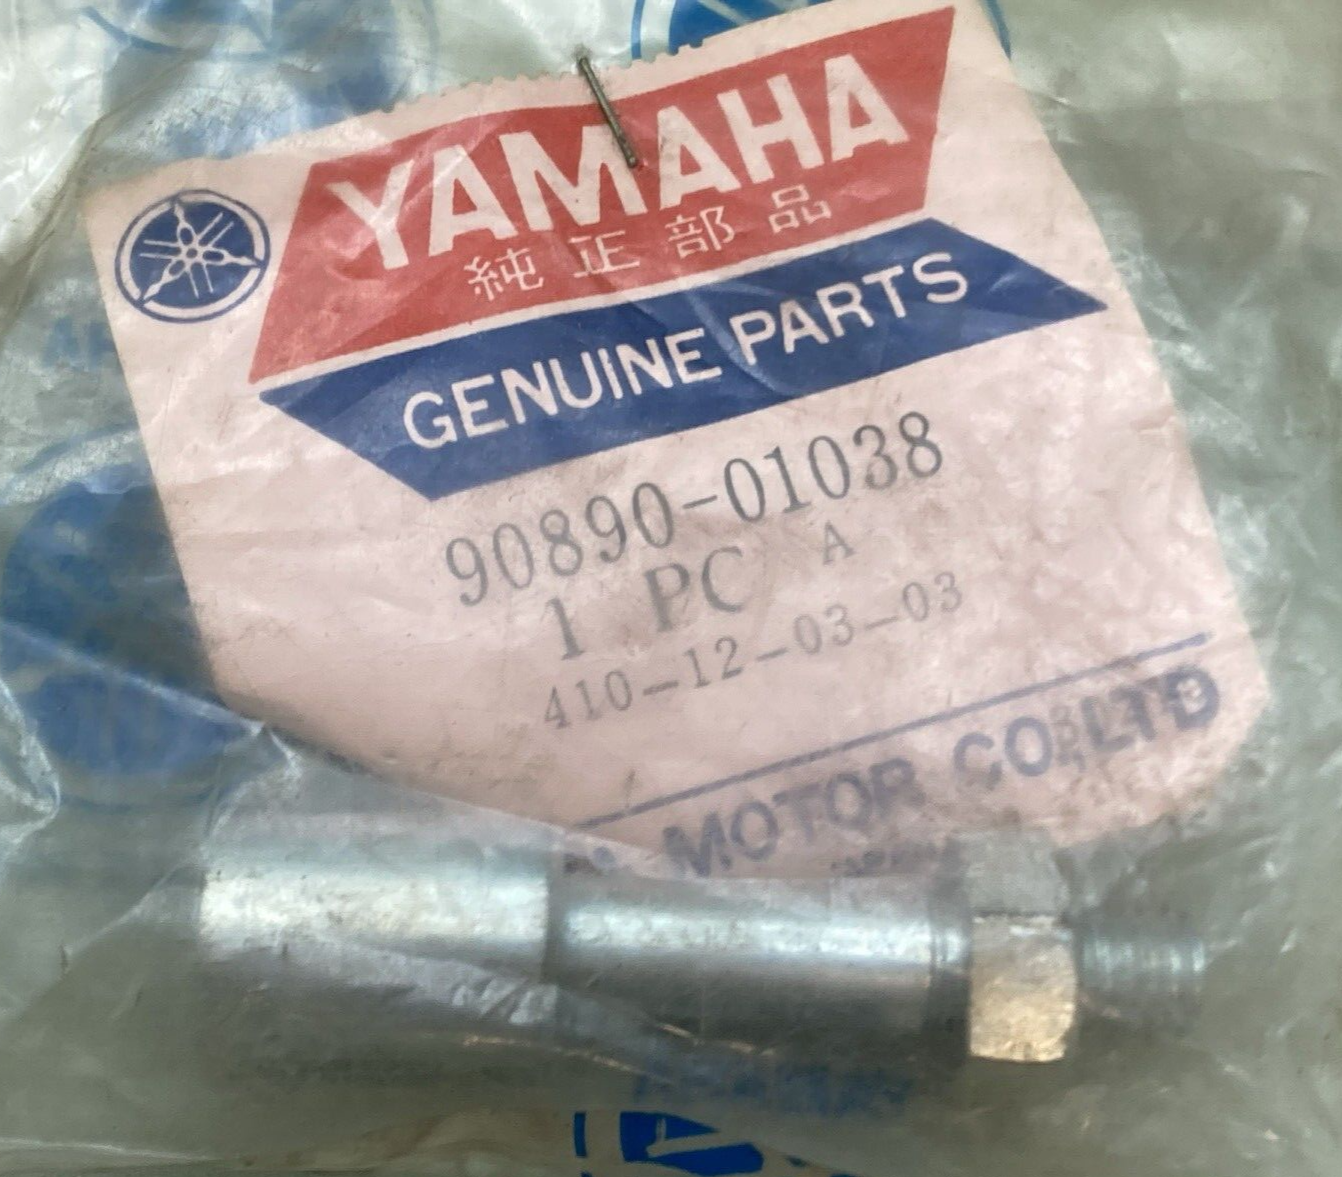 YAMAHA
純正部品
GENUINE PARTS
90890-01038
1 PC A
410-12-03-03
MOTOR CO LTD